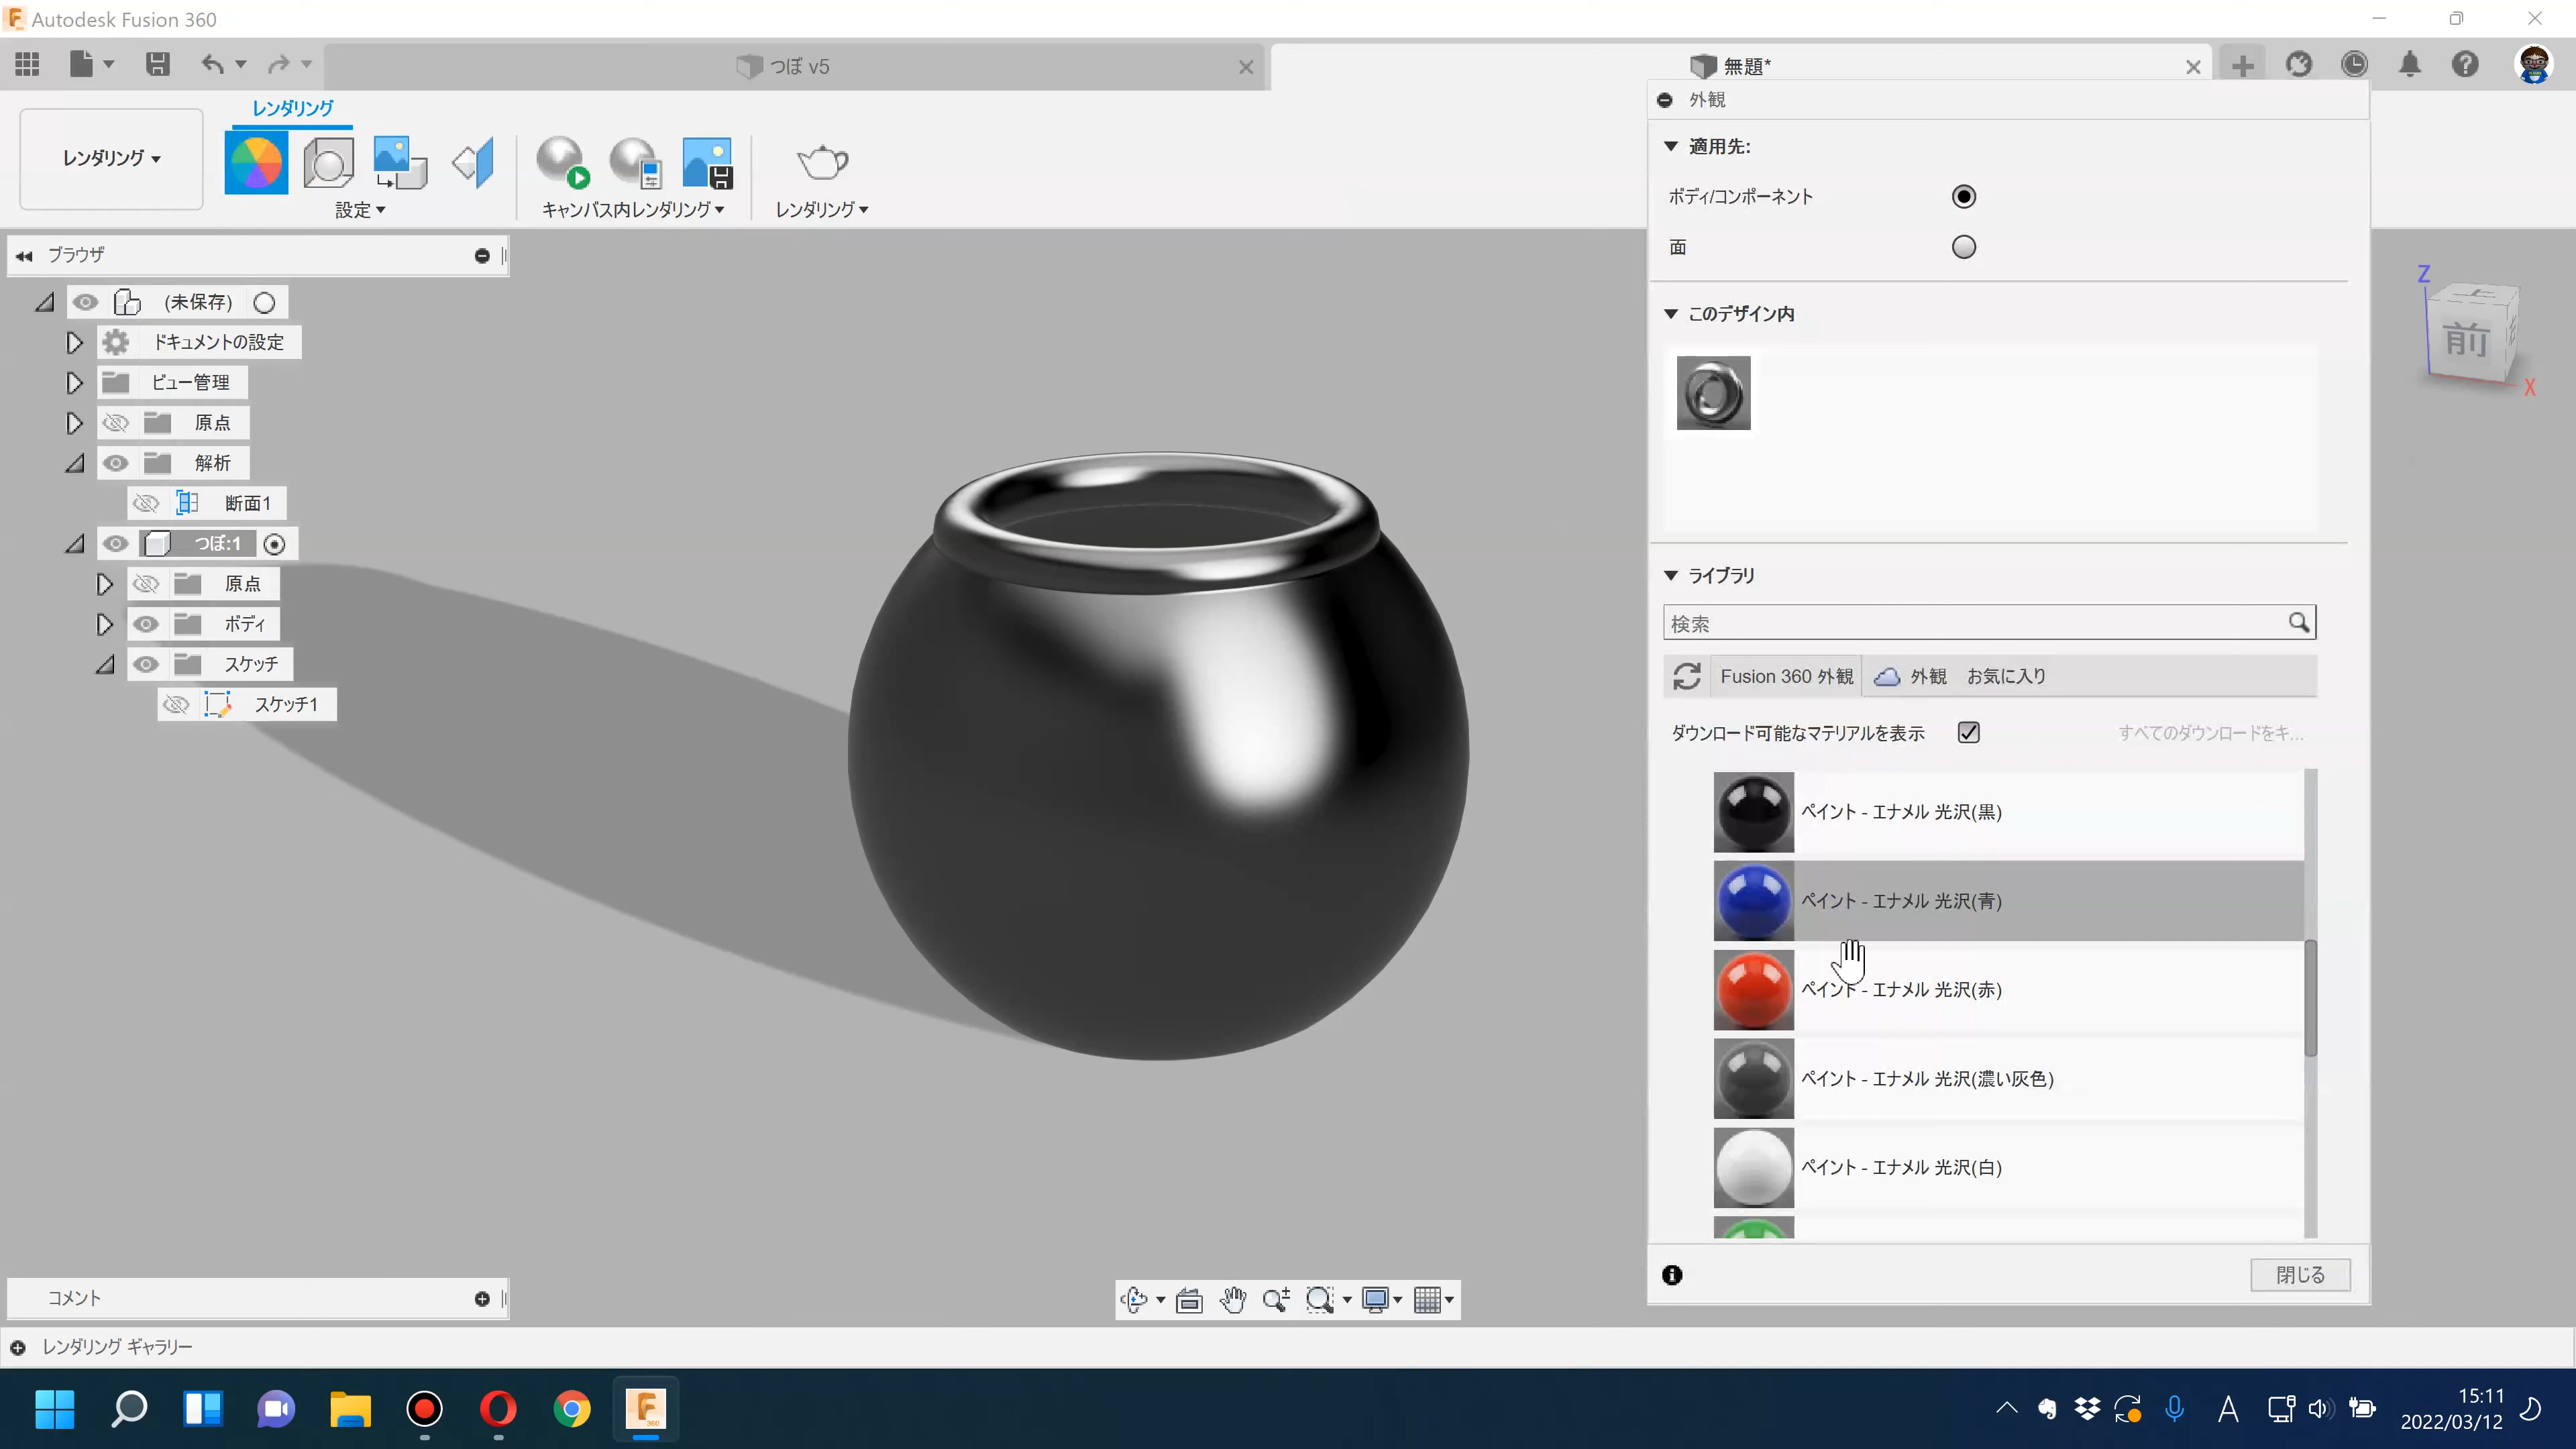 Autodesk Fusion 360
つぼ v5
無題*
レンダリング
レンダリング
設定
キャンバス内レンダリング
レンダリング
ブラウザ
(未保存)
ドキュメントの設定
ビュー管理
原点
解析
断面1
つぼ:1
原点
ボディ
スケッチ
スケッチ1
外観
適用先:
ボディ/コンポーネント
面
このデザイン内
ライブラリ
検索
Fusion 360 外観
外観
お気に入り
ダウンロード可能なマテリアルを表示
すべてのダウンロードをキ...
ペイント - エナメル 光沢(黒)
ペイント - エナメル 光沢(青)
ペイント - エナメル 光沢(赤)
ペイント - エナメル 光沢(濃い灰色)
ペイント - エナメル 光沢(白)
閉じる
Z
前
X
コメント
レンダリング ギャラリー
A
15:11
2022/03/12